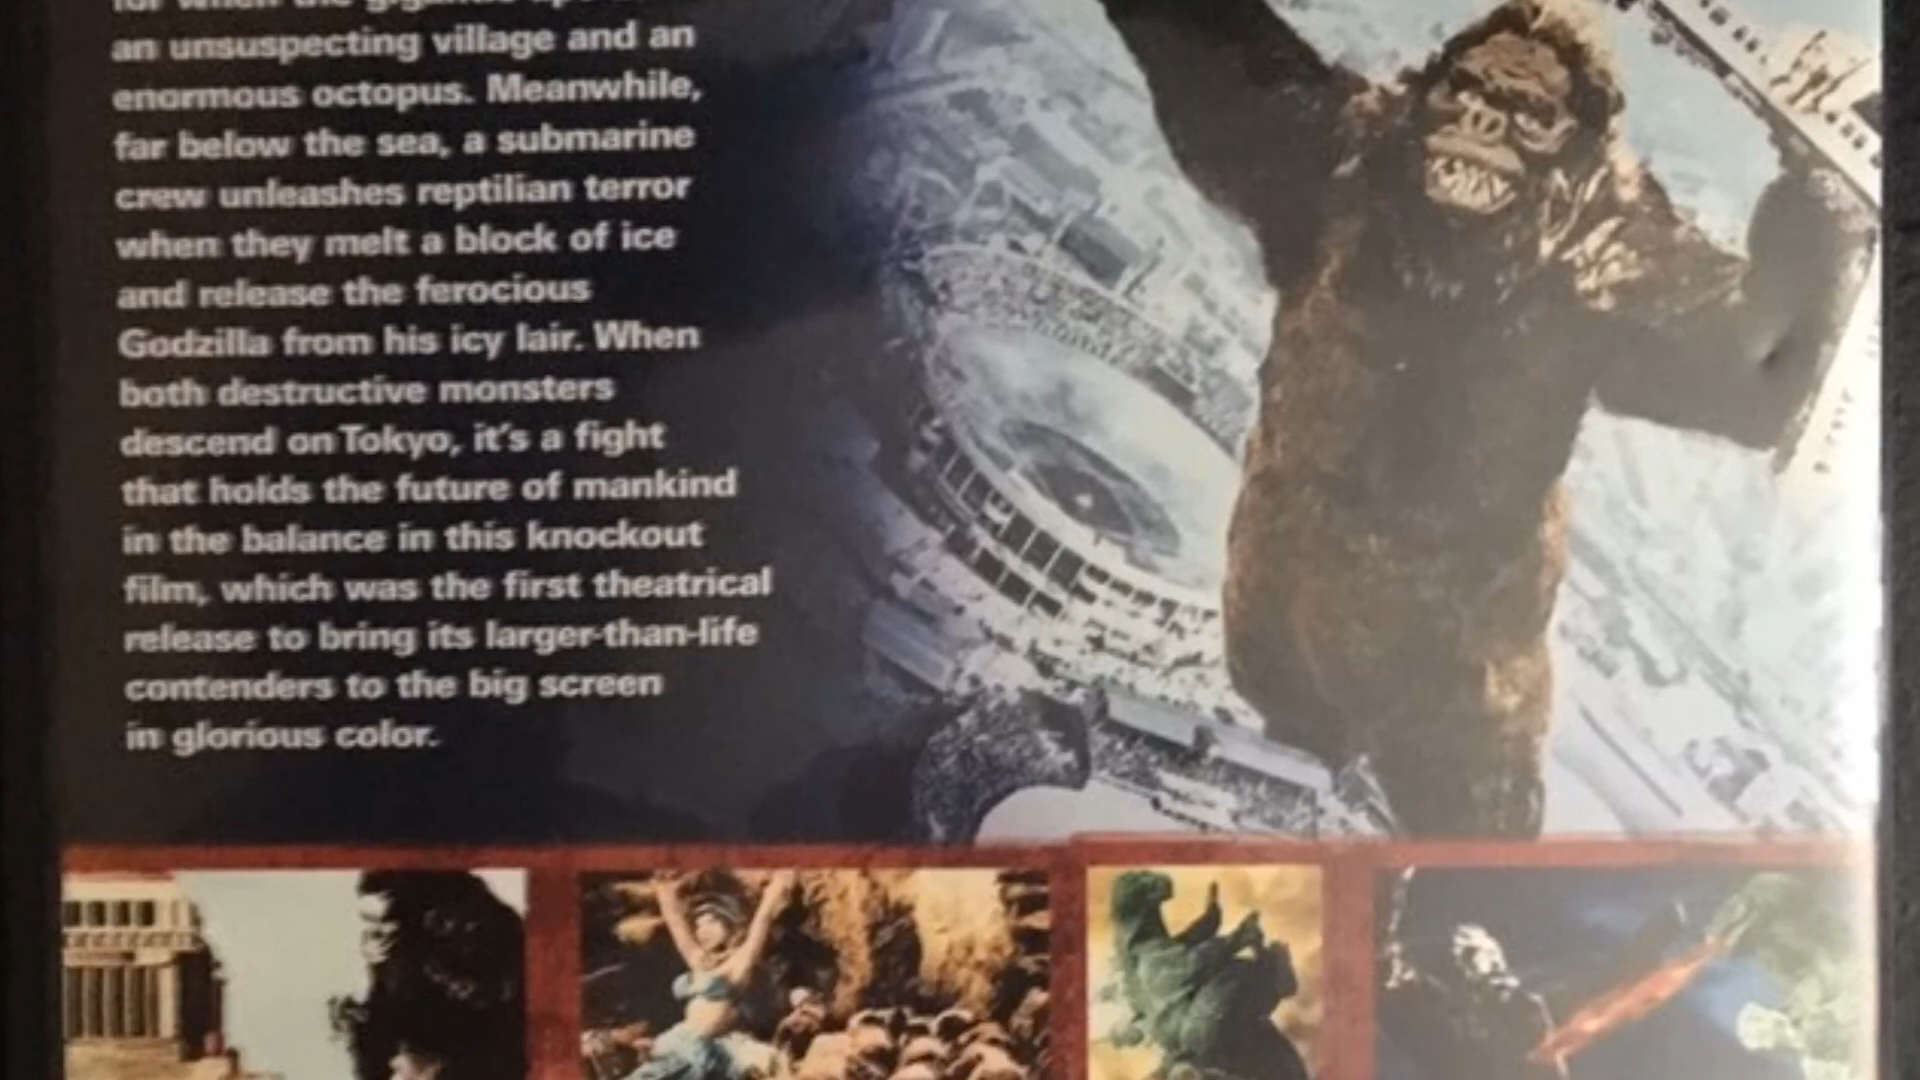 for when the
an unsuspecting village and an
enormous octopus. Meanwhile,
far below the sea, a submarine
crew unleashes reptilian terror
when they melt a block of ice
and release the ferocious
Godzilla from his icy lair. When
both destructive monsters
descend on Tokyo, it's a fight
that holds the future of mankind
in the balance in this knockout
film, which was the first theatrical
release to bring its larger-than-life
contenders to the big screen
in glorious color.